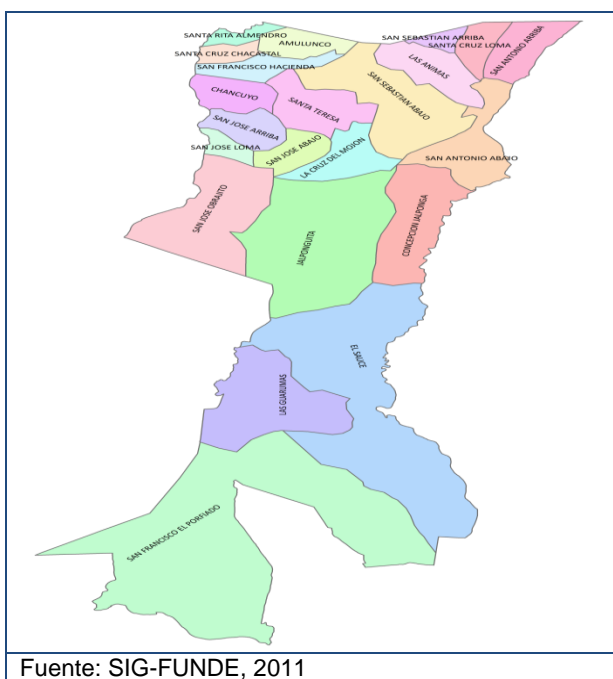 SANTA RITA ALMENDRO
SAN SEBASTIAN ARRIBA
AMULUNCO
SANTA CRUZ LOMA
SAN ANTONIO ARRIBA
SANTA CRUZ CHACASTAL
LAS ANIMAS
SAN FRANCISCO HACIENDA
SAN SEBASTIAN ABAJO
CHANCUYO
SANTA TERESA
SAN JOSE ARRIBA
SAN JOSE LOMA
SAN JOSE ABAJO
LA CRUZ DEL MOJON
SAN ANTONIO ABAJO
SAN JOSE OBRAJITO
JALPONGUITA
CONCEPCION JALPONGA
EL SAUCE
LAS GUARUMAS
SAN FRANCISCO EL PORFIADO
Fuente: SIG-FUNDE, 2011